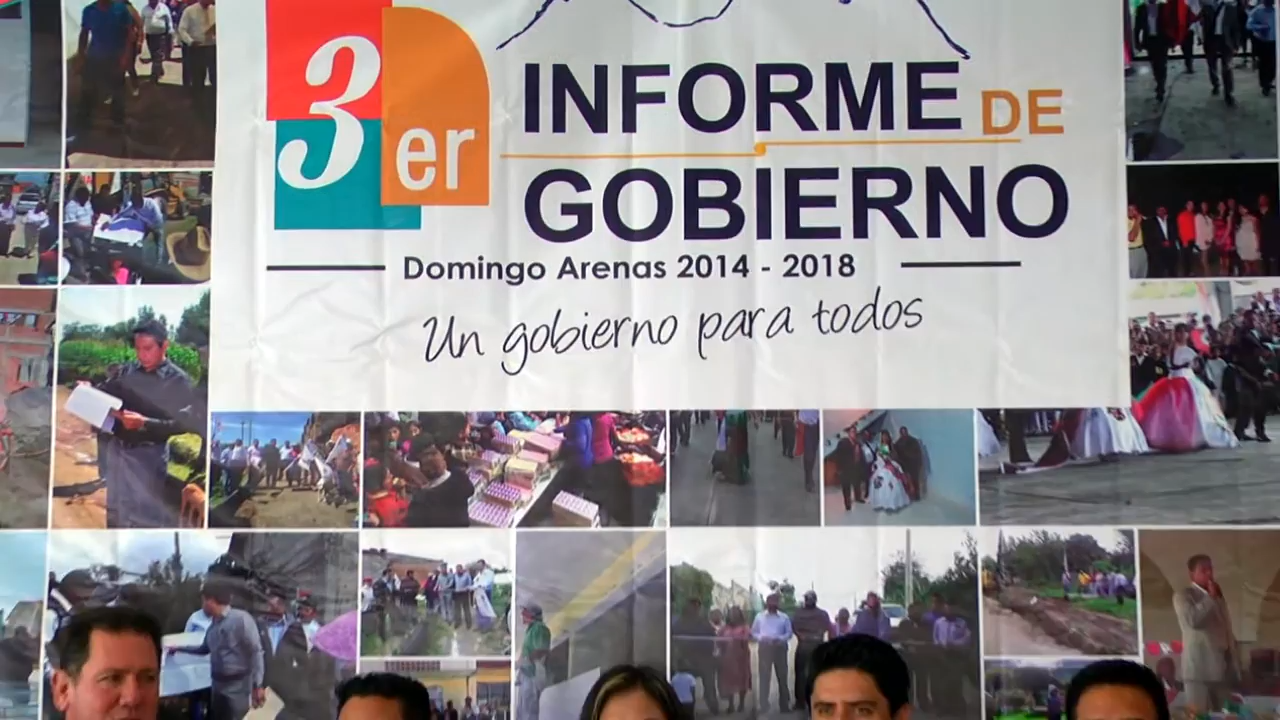 3er
INFORME DE
GOBIERNO
Domingo Arenas 2014 - 2018
Un gobierno para todos